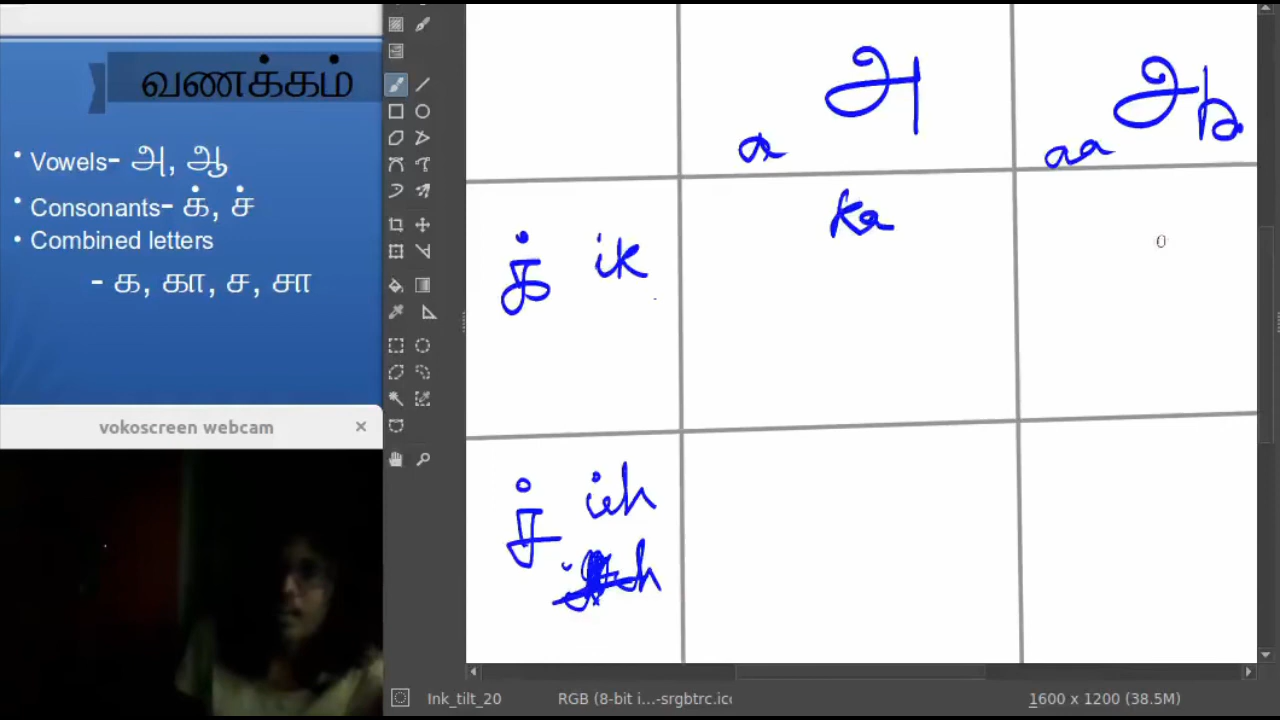 வணக்கம்
• Vowels- அ, ஆ
• Consonants- க், ச்
• Combined letters
- க, கா, ச, சா
vokoscreen webcam ×
அ
a
ஆ
aa
க் ik
ka
ச் ich
Ink_tilt_20 RGB (8-bit i...-srgbtrc.icc 1600 x 1200 (38.5M)